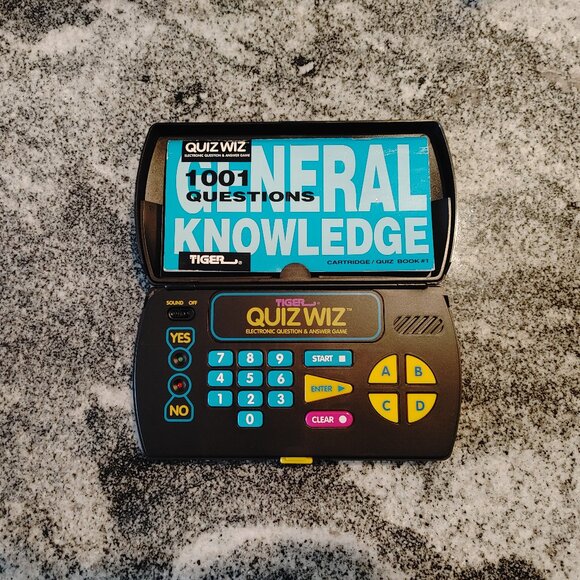 QUIZ WIZ
ELECTRONIC QUESTION & ANSWER GAME
1001
QUESTIONS
GENERAL
KNOWLEDGE
TIGER®
CARTRIDGE / QUIZ BOOK #1
TIGER®
QUIZ WIZ™
ELECTRONIC QUESTION & ANSWER GAME
SOUND OFF
YES
NO
7 8 9
4 5 6
1 2 3
0
START
ENTER
CLEAR
A B
C D